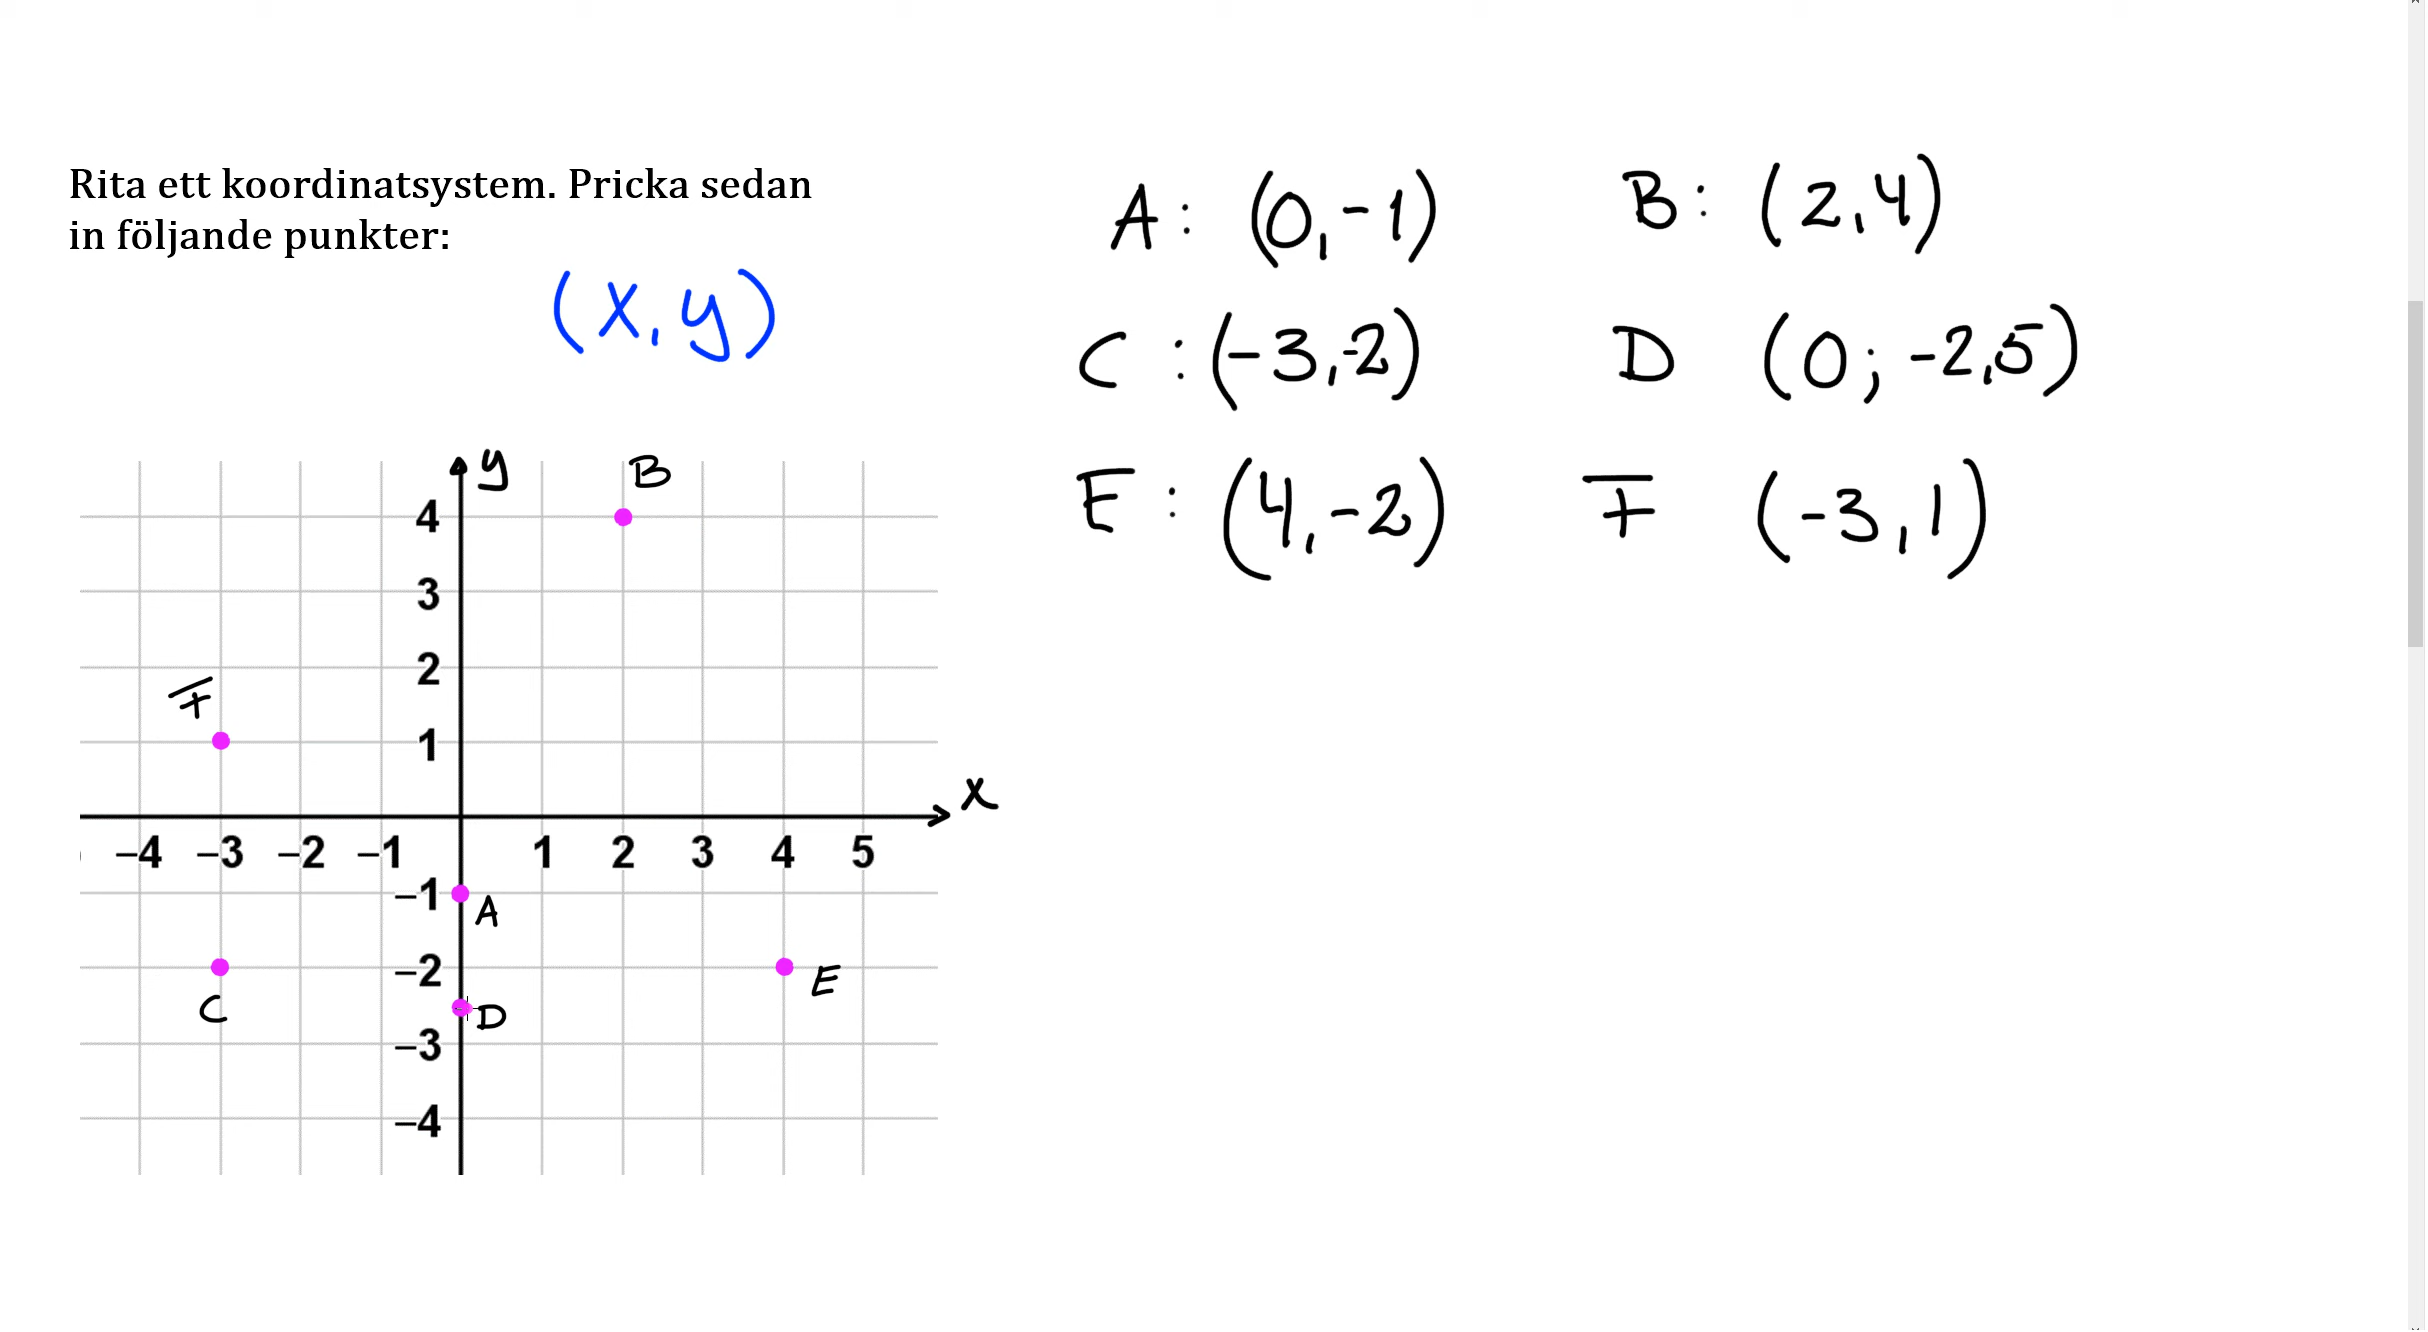 Rita ett koordinatsystem. Pricka sedan
in följande punkter:
(x, y)
A: (0, -1)
B: (2, 4)
C: (-3, -2)
D (0; -2,5)
E: (4, -2)
F (-3, 1)
y
B
4
3
2
F
1
x
−4 −3 −2 −1 1 2 3 4 5
−1
A
−2
E
C
D
−3
−4